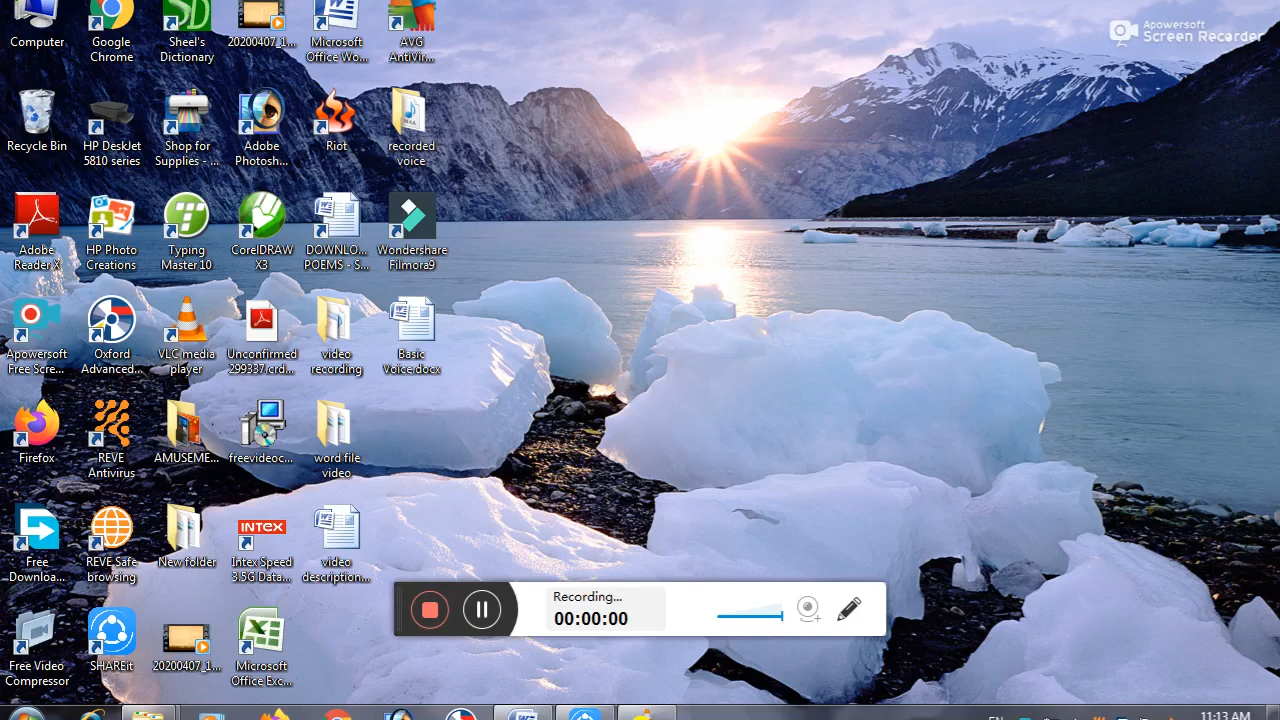 Apowersoft
Screen Recorder
Computer
Google
Chrome
Sheel's
Dictionary
20200407_1...
Microsoft
Office Wo...
AVG
AntiVir...
Recycle Bin
HP DeskJet
5810 series
Shop for
Supplies - ...
Adobe
Photosh...
Riot
recorded
voice
Adobe
Reader X
HP Photo
Creations
Typing
Master 10
CorelDRAW
X3
DOWNLO...
POEMS - S...
Wondershare
Filmora9
Apowersoft
Free Scre...
Oxford
Advanced...
VLC media
player
Unconfirmed
299337.crd...
video
recording
Basic
Voice.docx
Firefox
REVE
Antivirus
AMUSEME...
freevideoc...
word file
video
Free
Downloa...
REVE Safe
browsing
New folder
INTEX
Intex Speed
3.5G Data...
video
description...
Recording...
00:00:00
Free Video
Compressor
SHAREit
20200407_1...
Microsoft
Office Exc...
EN
11:13 AM